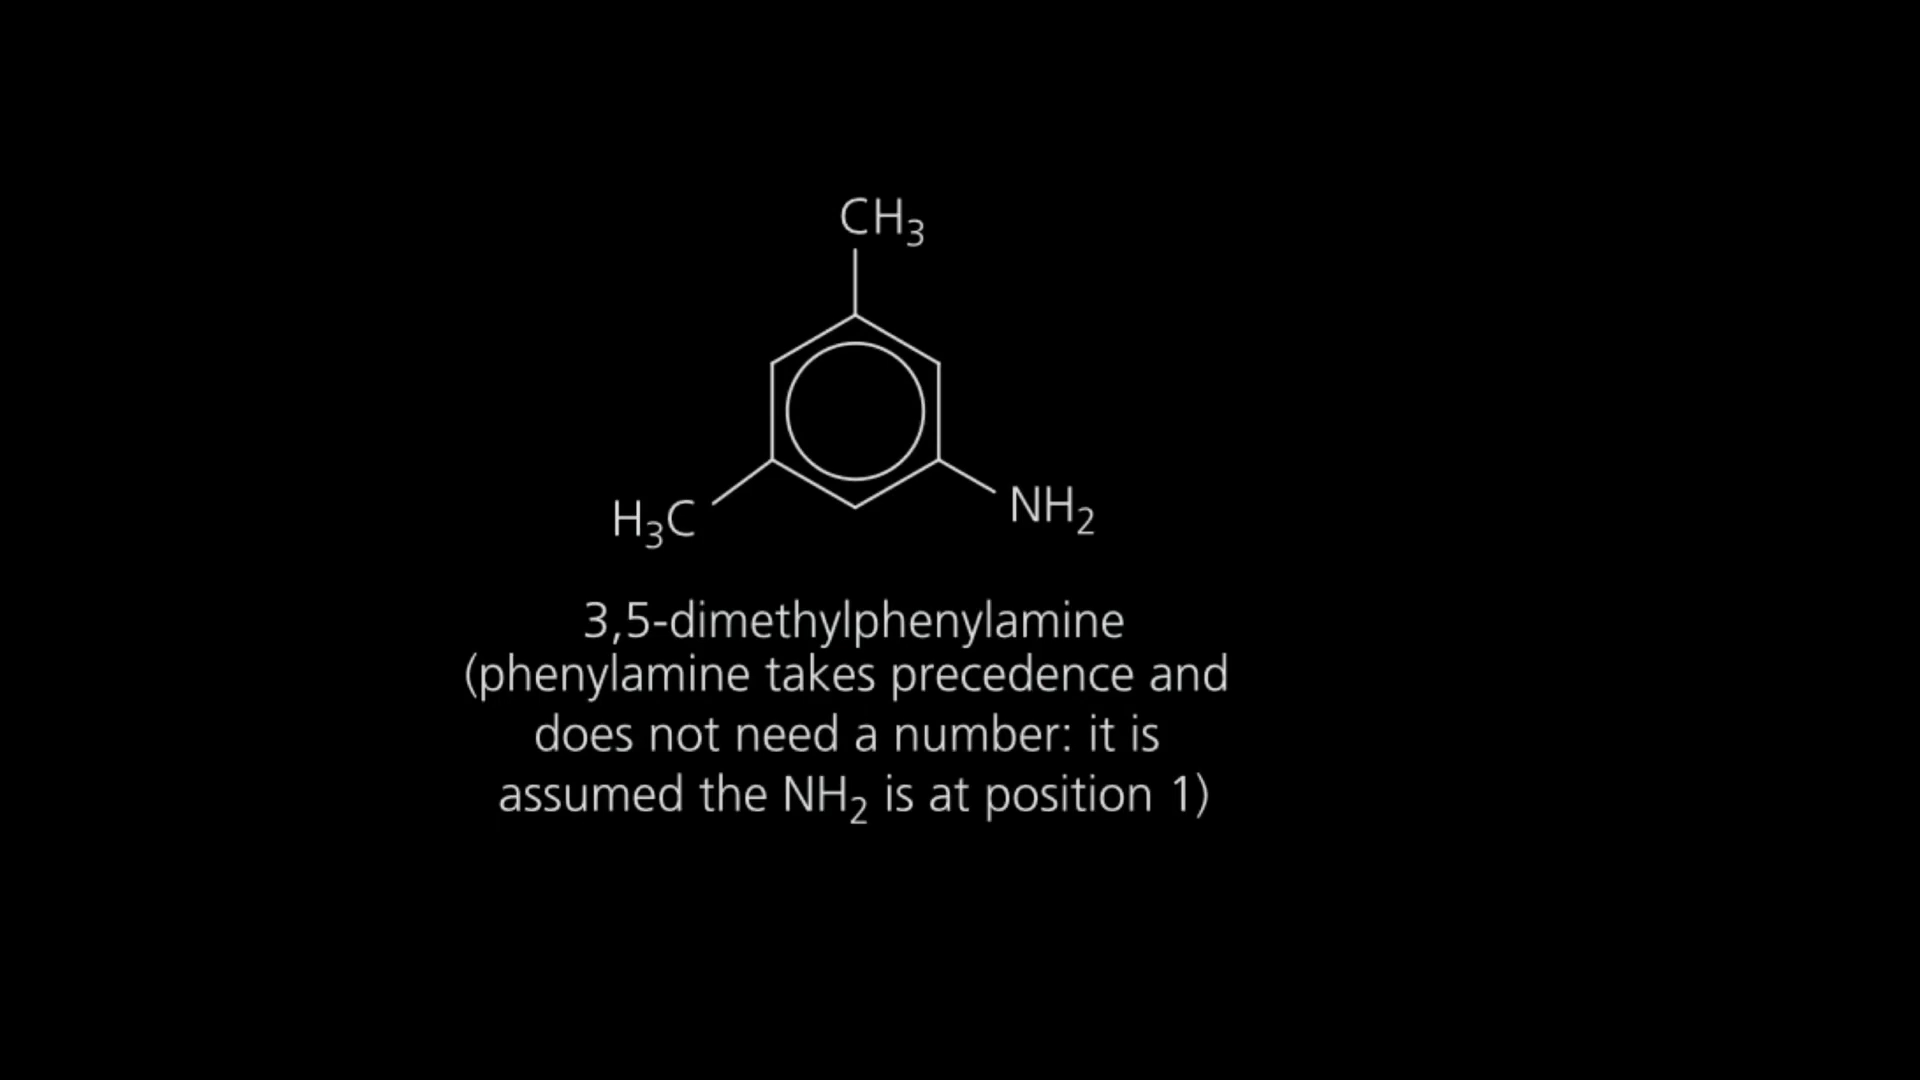 CH₃
H₃C
NH₂
3,5-dimethylphenylamine
(phenylamine takes precedence and
does not need a number: it is
assumed the NH₂ is at position 1)